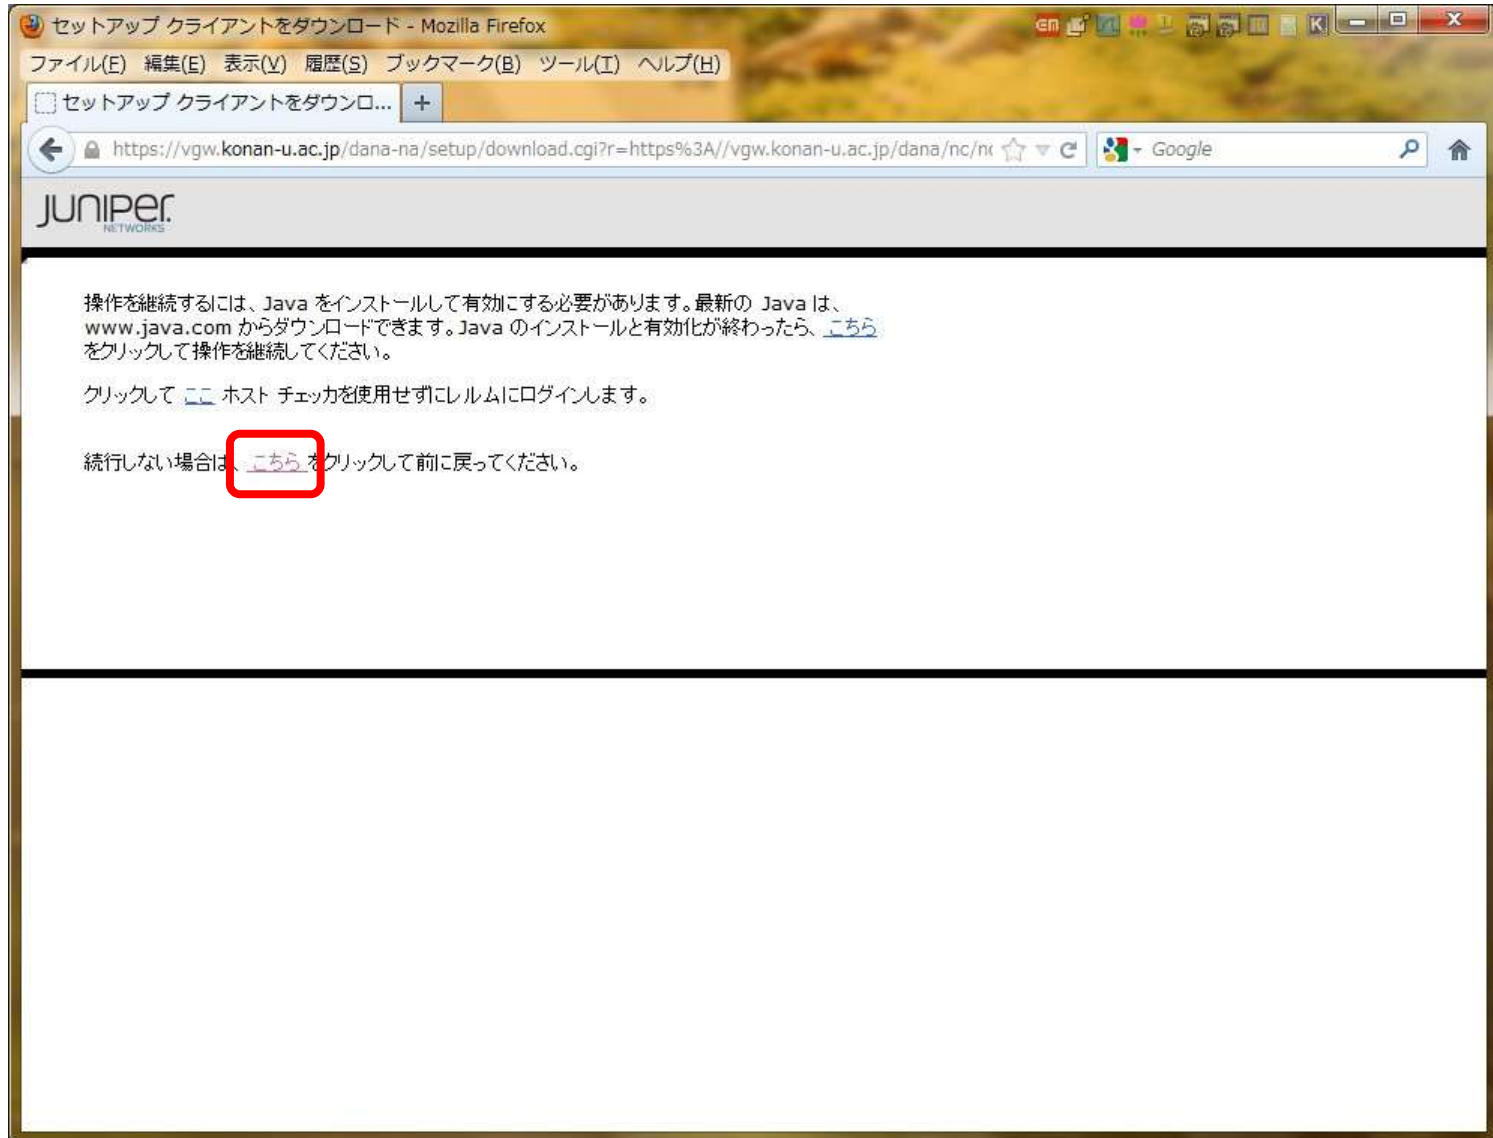 セットアップ クライアントをダウンロード - Mozilla Firefox
ファイル(F) 編集(E) 表示(V) 履歴(S) ブックマーク(B) ツール(T) ヘルプ(H)
セットアップ クライアントをダウンロ... +
https://vgw.konan-u.ac.jp/dana-na/setup/download.cgi?r=https%3A//vgw.konan-u.ac.jp/dana/nc/nc Google
JUNIPER
NETWORKS
操作を継続するには、Java をインストールして有効にする必要があります。最新の Java は、
www.java.com からダウンロードできます。Java のインストールと有効化が終わったら、 こちら
をクリックして操作を継続してください。
クリックして ここ ホスト チェッカを使用せずにレルムにログインします。
続行しない場合は、 こちら をクリックして前に戻ってください。